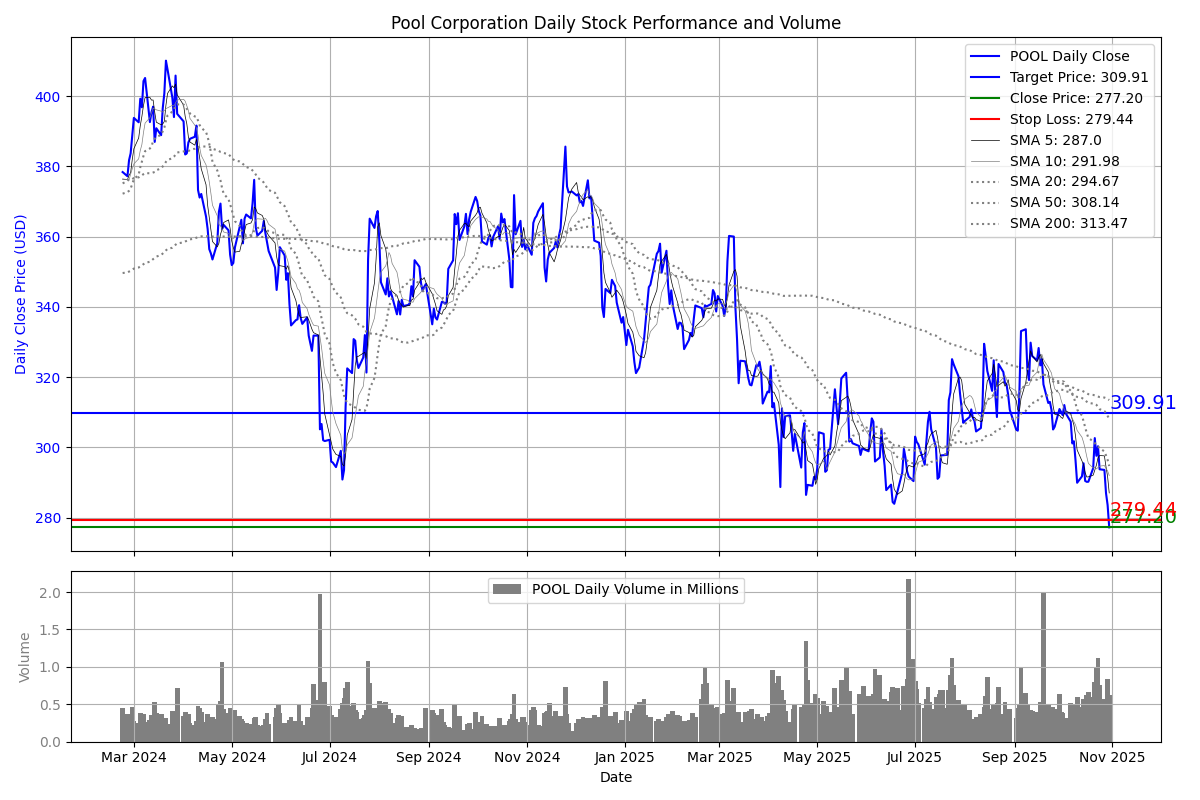 Pool Corporation Daily Stock Performance and Volume
Daily Close Price (USD)
400
380
360
340
320
300
280
POOL Daily Close
Target Price: 309.91
Close Price: 277.20
Stop Loss: 279.44
SMA 5: 287.0
SMA 10: 291.98
SMA 20: 294.67
SMA 50: 308.14
SMA 200: 313.47
309.91
279.44
277.20
POOL Daily Volume in Millions
Volume
2.0
1.5
1.0
0.5
0.0
Mar 2024
May 2024
Jul 2024
Sep 2024
Nov 2024
Jan 2025
Mar 2025
May 2025
Jul 2025
Sep 2025
Nov 2025
Date